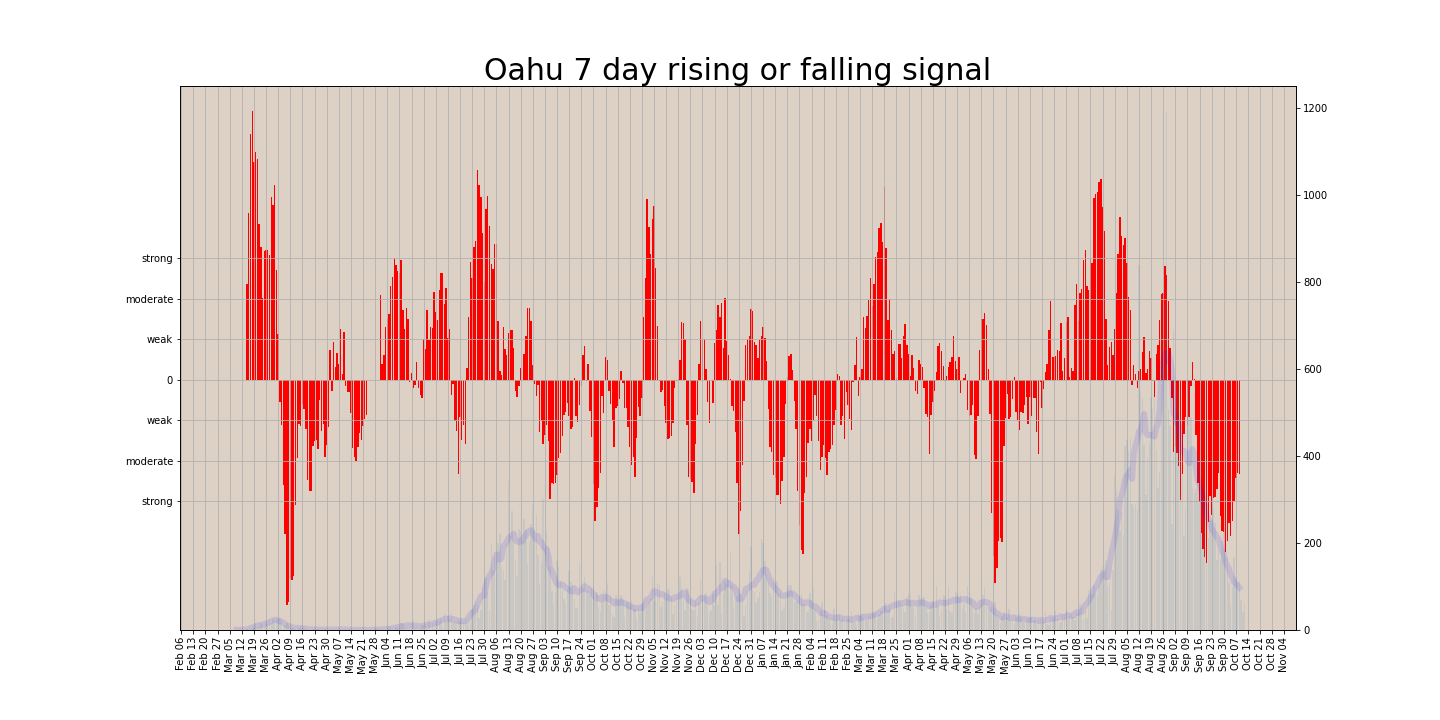 Oahu 7 day rising or falling signal
strong
moderate
weak
0
weak
moderate
strong
1200
1000
800
600
400
200
0
Feb 06
Feb 13
Feb 20
Feb 27
Mar 05
Mar 12
Mar 19
Mar 26
Apr 02
Apr 09
Apr 16
Apr 23
Apr 30
May 07
May 14
May 21
May 28
Jun 04
Jun 11
Jun 18
Jun 25
Jul 02
Jul 09
Jul 16
Jul 23
Jul 30
Aug 06
Aug 13
Aug 20
Aug 27
Sep 03
Sep 10
Sep 17
Sep 24
Oct 01
Oct 08
Oct 15
Oct 22
Oct 29
Nov 05
Nov 12
Nov 19
Nov 26
Dec 03
Dec 10
Dec 17
Dec 24
Dec 31
Jan 07
Jan 14
Jan 21
Jan 28
Feb 04
Feb 11
Feb 18
Feb 25
Mar 04
Mar 11
Mar 18
Mar 25
Apr 01
Apr 08
Apr 15
Apr 22
Apr 29
May 06
May 13
May 20
May 27
Jun 03
Jun 10
Jun 17
Jun 24
Jul 01
Jul 08
Jul 15
Jul 22
Jul 29
Aug 05
Aug 12
Aug 19
Aug 26
Sep 02
Sep 09
Sep 16
Sep 23
Sep 30
Oct 07
Oct 14
Oct 21
Oct 28
Nov 04